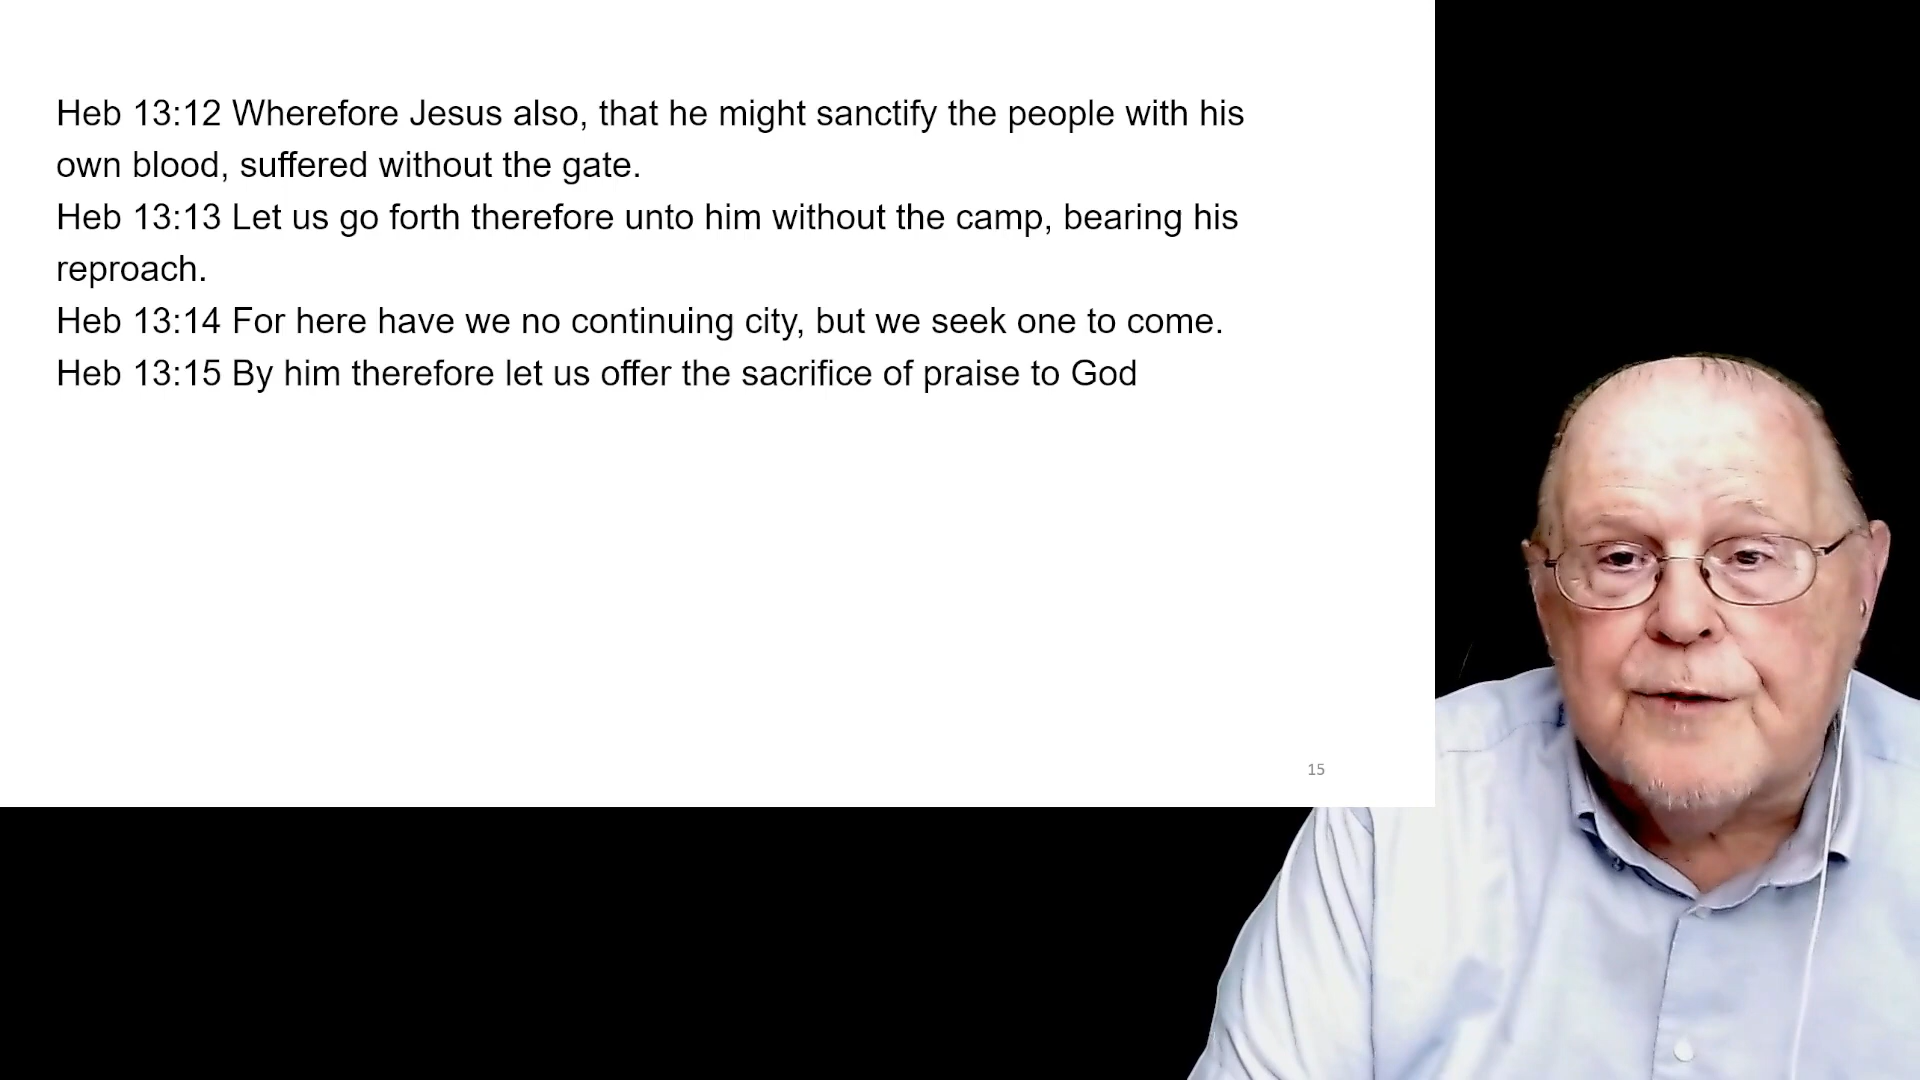 Heb 13:12 Wherefore Jesus also, that he might sanctify the people with his
own blood, suffered without the gate.
Heb 13:13 Let us go forth therefore unto him without the camp, bearing his
reproach.
Heb 13:14 For here have we no continuing city, but we seek one to come.
Heb 13:15 By him therefore let us offer the sacrifice of praise to God
15